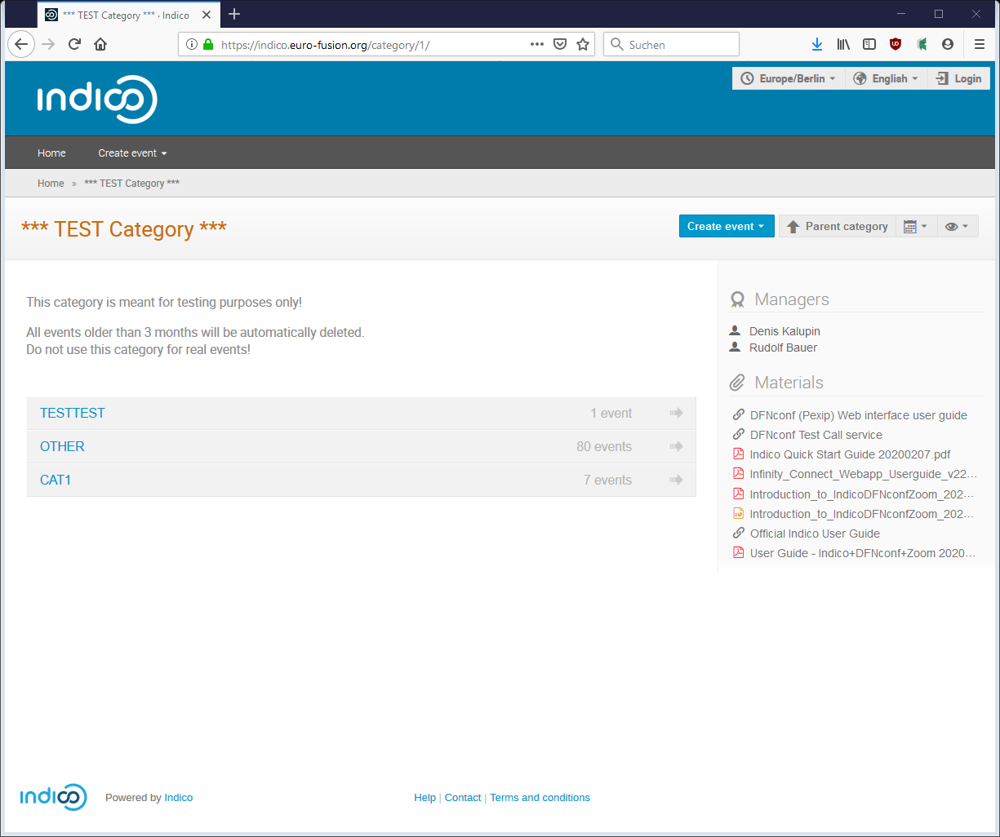 *** TEST Category *** · Indico
https://indico.euro-fusion.org/category/1/
Suchen
indico
Europe/Berlin
English
Login
Home
Create event
Home » *** TEST Category ***
*** TEST Category ***
Create event
Parent category
This category is meant for testing purposes only!
All events older than 3 months will be automatically deleted.
Do not use this category for real events!
TESTTEST 1 event
OTHER 80 events
CAT1 7 events
Managers
Denis Kalupin
Rudolf Bauer
Materials
DFNconf (Pexip) Web interface user guide
DFNconf Test Call service
Indico Quick Start Guide 20200207.pdf
Infinity_Connect_Webapp_Userguide_v22...
Introduction_to_IndicoDFNconfZoom_202...
Introduction_to_IndicoDFNconfZoom_202...
Official Indico User Guide
User Guide - Indico+DFNconf+Zoom 2020...
indico
Powered by Indico
Help | Contact | Terms and conditions